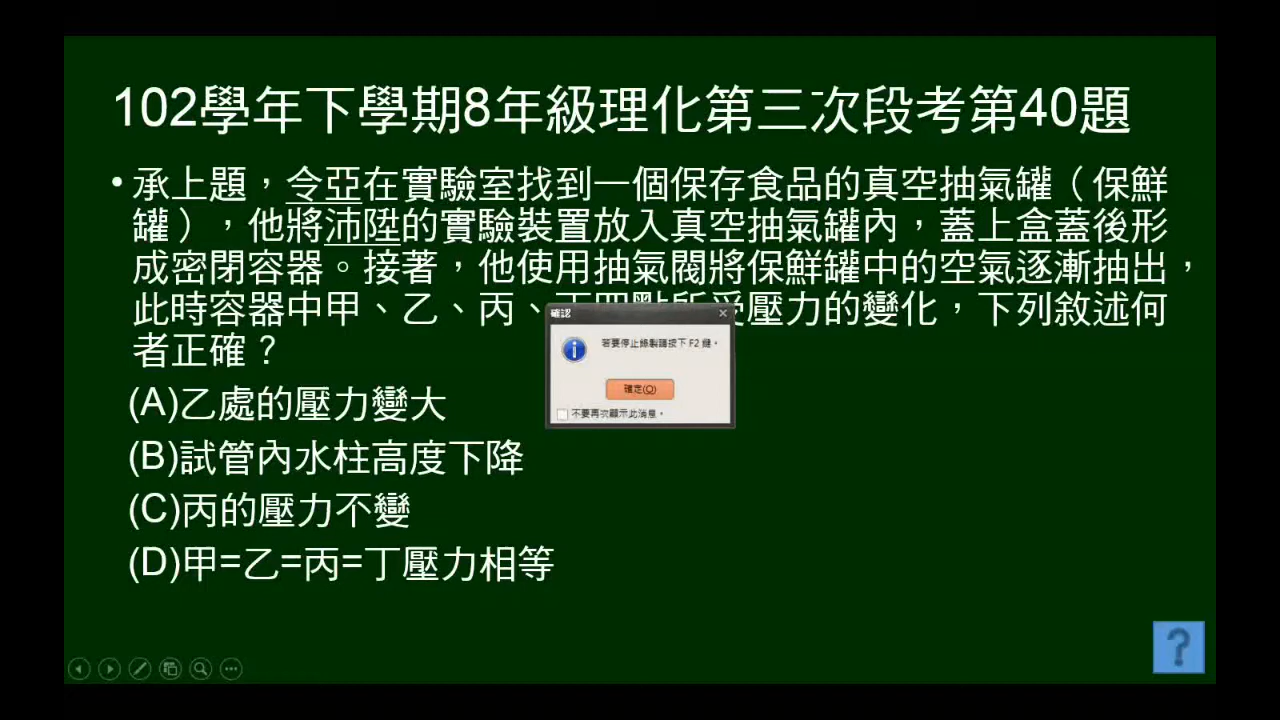 102學年下學期8年級理化第三次段考第40題
• 承上題，令亞在實驗室找到一個保存食品的真空抽氣罐（保鮮
罐），他將沛陞的實驗裝置放入真空抽氣罐內，蓋上盒蓋後形
成密閉容器。接著，他使用抽氣閥將保鮮罐中的空氣逐漸抽出，
此時容器中甲、乙、丙、受壓力的變化，下列敘述何
者正確？
確認
若要停止錄製請按下 F2 鍵。
確定(O)
不要再次顯示此消息。
(A)乙處的壓力變大
(B)試管內水柱高度下降
(C)丙的壓力不變
(D)甲=乙=丙=丁壓力相等
?